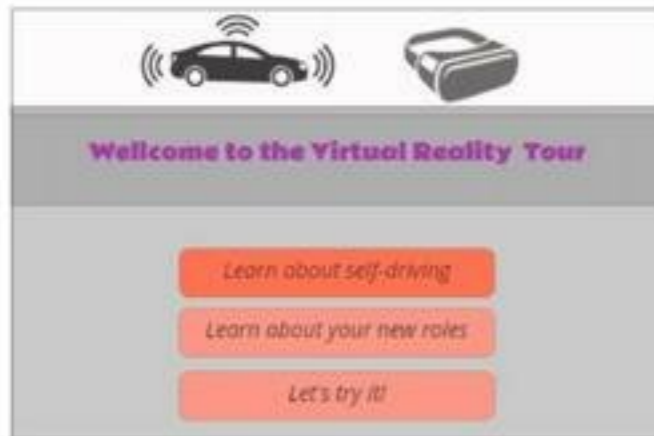 Wellcome to the Virtual Reality Tour
Learn about self-driving
Learn about your new roles
Let's try it!